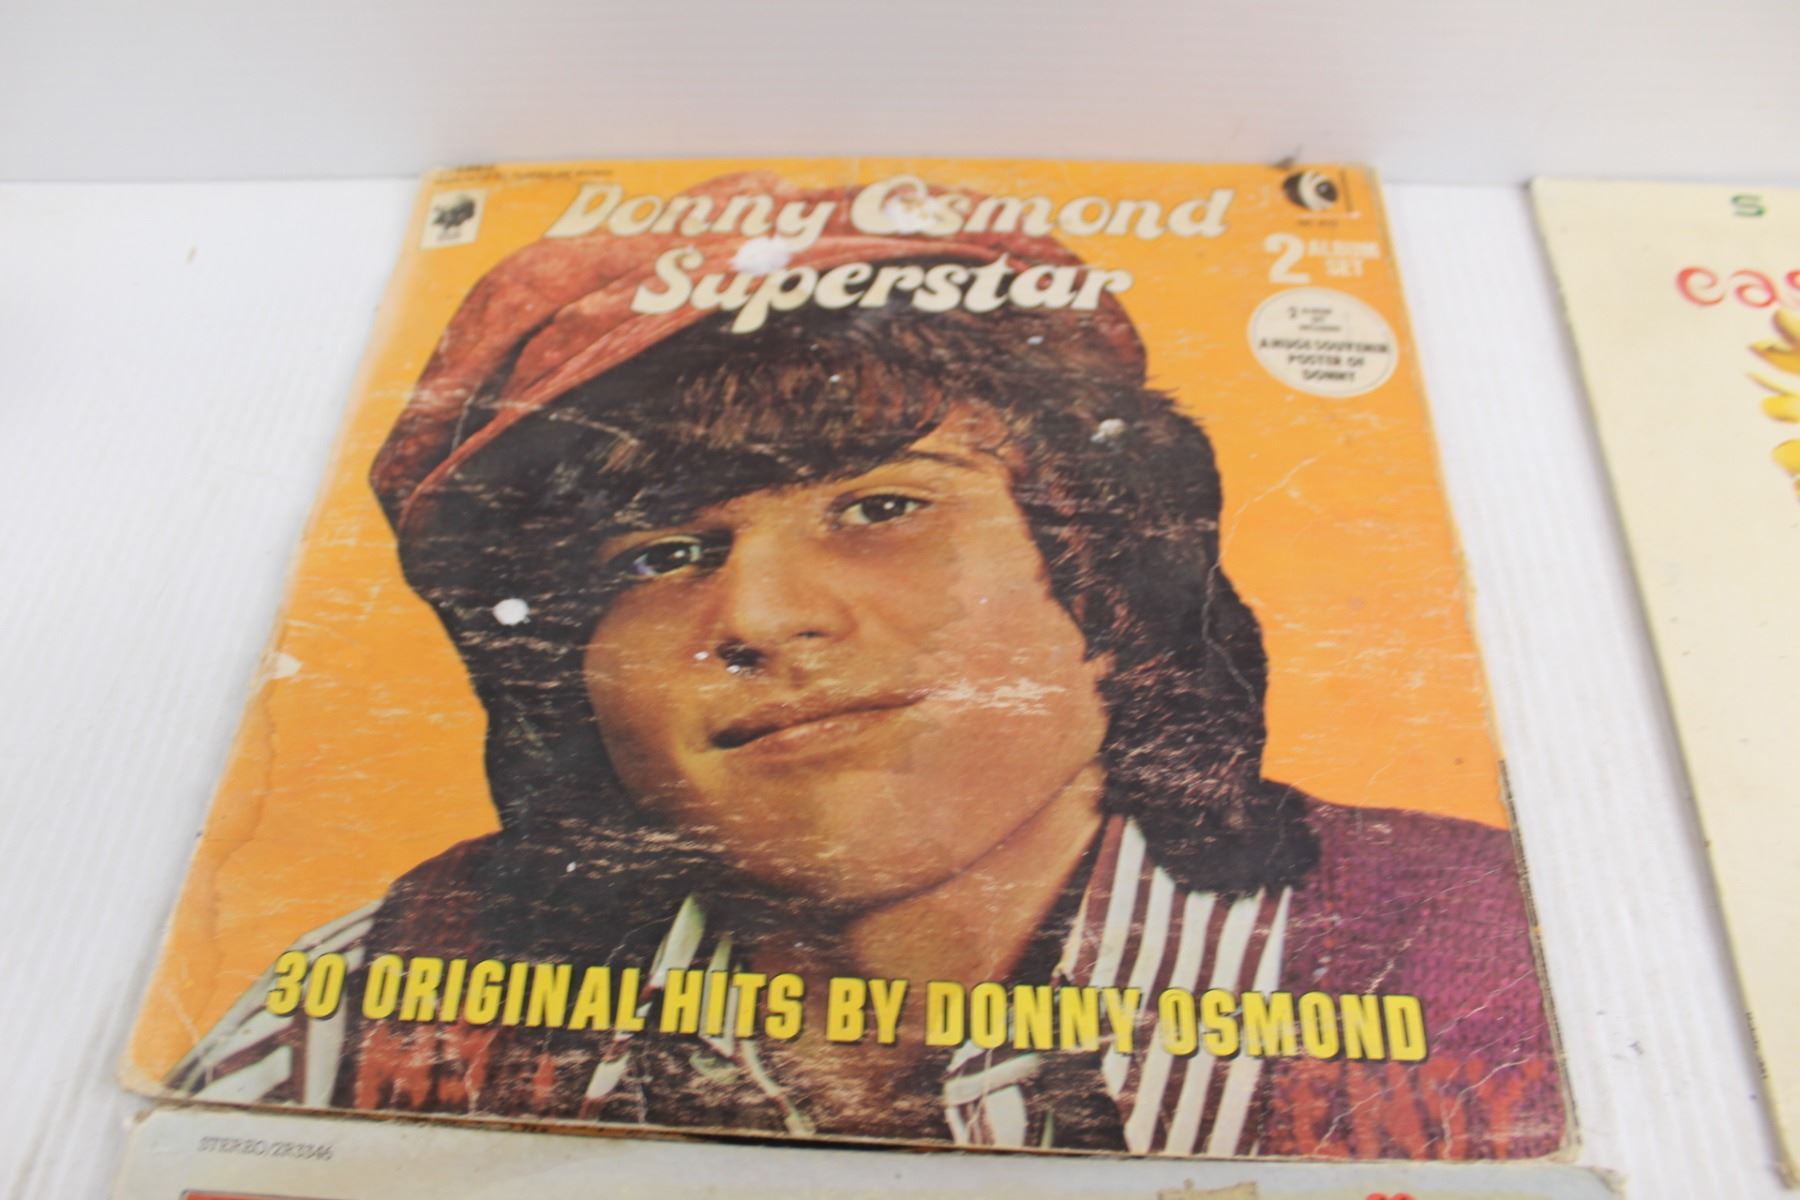 Donny Osmond
Superstar
2 ALBUM
SET
A HUGE SOUVENIR
POSTER OF
DONNY
30 ORIGINAL HITS BY DONNY OSMOND
S
eas
STEREO/2R3346